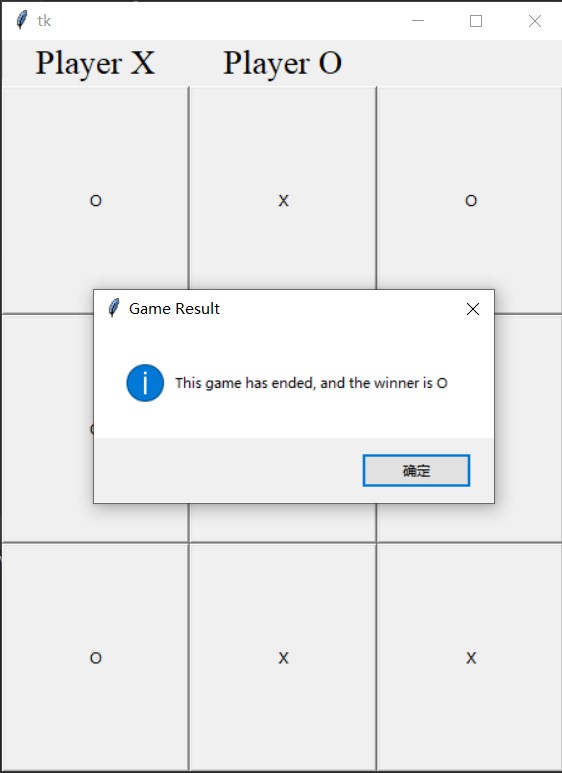 tk
Player X Player O
O X O
Game Result
This game has ended, and the winner is O
确定
O X X